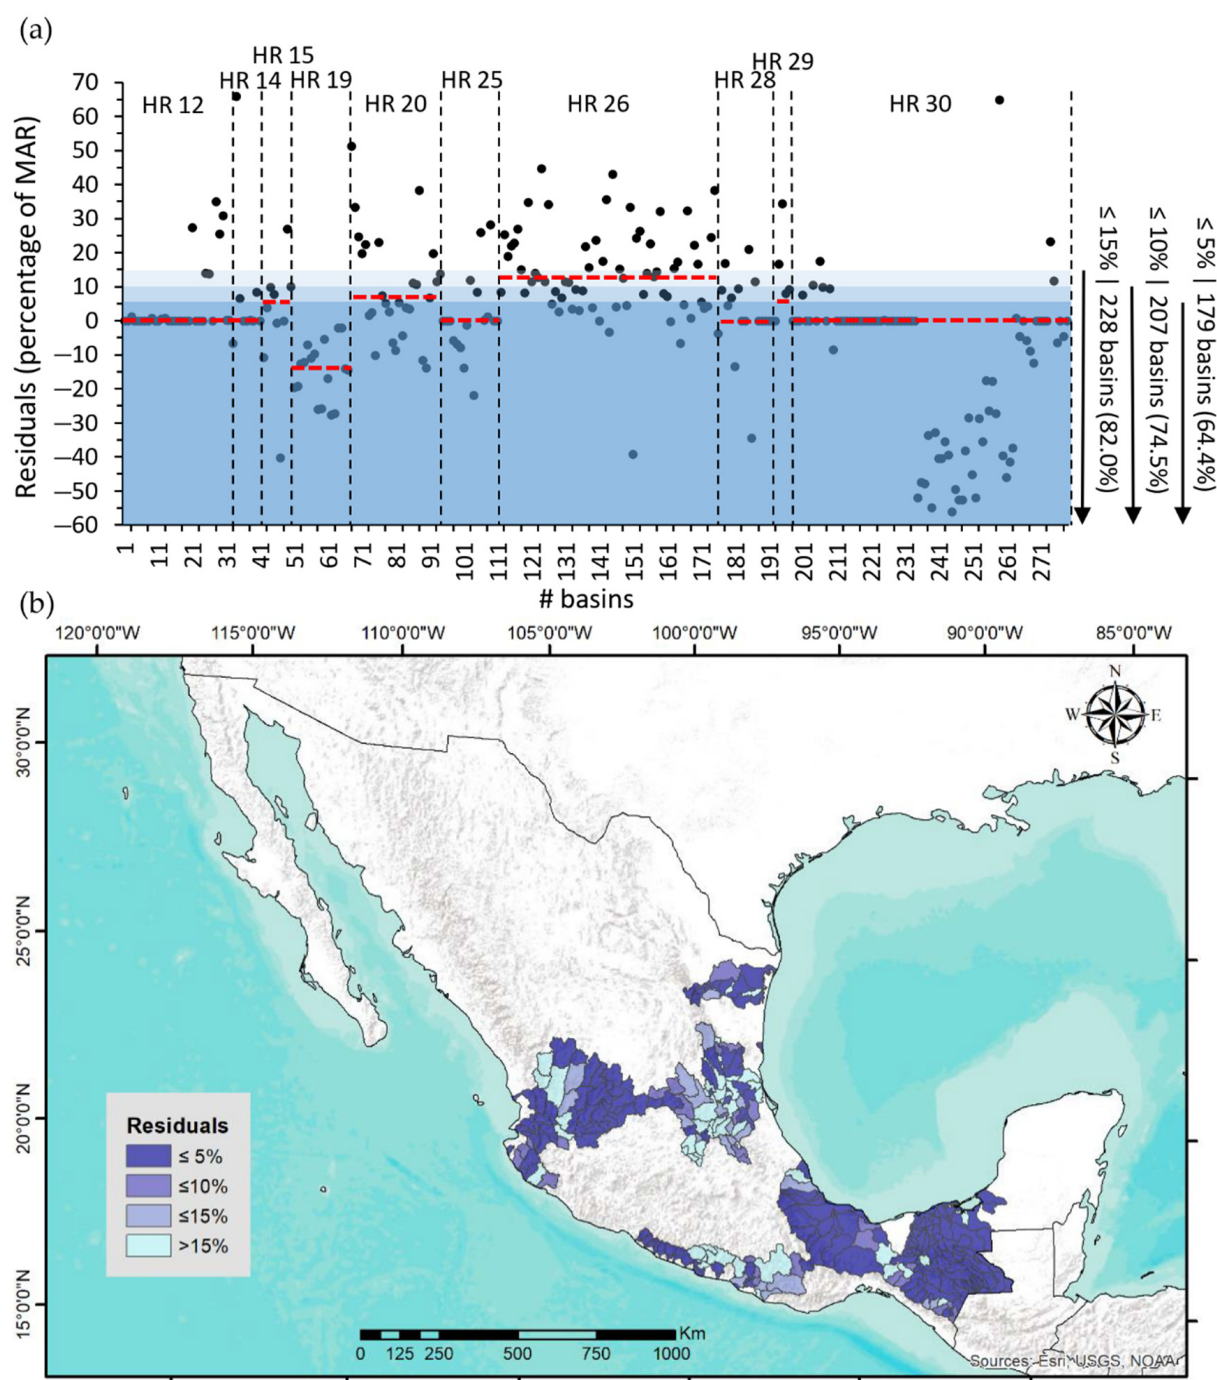 (a)
HR 15
HR 29
HR 14 HR 19 HR 25 HR 28
HR 12 HR 20 HR 26 HR 30
Residuals (percentage of MAR)
70
60
50
40
30
20
10
0
−10
−20
−30
−40
−50
−60
1 11 21 31 41 51 61 71 81 91 101 111 121 131 141 151 161 171 181 191 201 211 221 231 241 251 261 271
# basins
≤ 15% | 228 basins (82.0%)
≤ 10% | 207 basins (74.5%)
≤ 5% | 179 basins (64.4%)
(b)
120°0'0"W 115°0'0"W 110°0'0"W 105°0'0"W 100°0'0"W 95°0'0"W 90°0'0"W 85°0'0"W
30°0'0"N
25°0'0"N
20°0'0"N
15°0'0"N
N
W E
S
Residuals
≤ 5%
≤10%
≤15%
>15%
Km
0 125 250 500 750 1000
Sources: Esri, USGS, NOAA